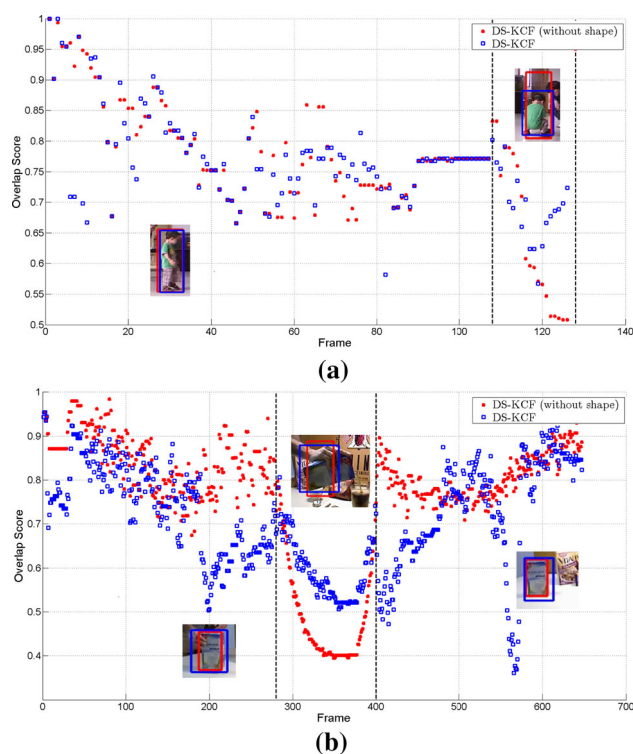 1
0.95
0.9
0.85
0.8
0.75
0.7
0.65
0.6
0.55
0.5
Overlap Score
DS-KCF (without shape)
DS-KCF
0 20 40 60 80 100 120 140
Frame
(a)
1
0.9
0.8
0.7
0.6
0.5
0.4
Overlap Score
DS-KCF (without shape)
DS-KCF
0 100 200 300 400 500 600 700
Frame
(b)